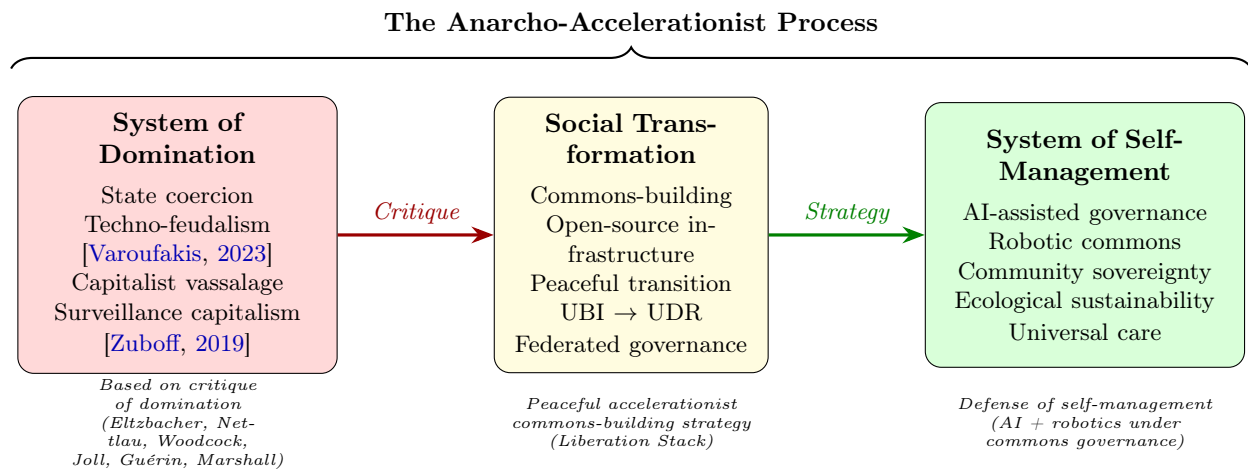 The Anarcho-Accelerationist Process
System of
Domination
State coercion
Techno-feudalism
[Varoufakis, 2023]
Capitalist vassalage
Surveillance capitalism
[Zuboff, 2019]
Based on critique
of domination
(Eltzbacher, Net-
tlau, Woodcock,
Joll, Guérin, Marshall)
Critique
Social Trans-
formation
Commons-building
Open-source in-
frastructure
Peaceful transition
UBI → UDR
Federated governance
Peaceful accelerationist
commons-building strategy
(Liberation Stack)
Strategy
System of Self-
Management
AI-assisted governance
Robotic commons
Community sovereignty
Ecological sustainability
Universal care
Defense of self-management
(AI + robotics under
commons governance)